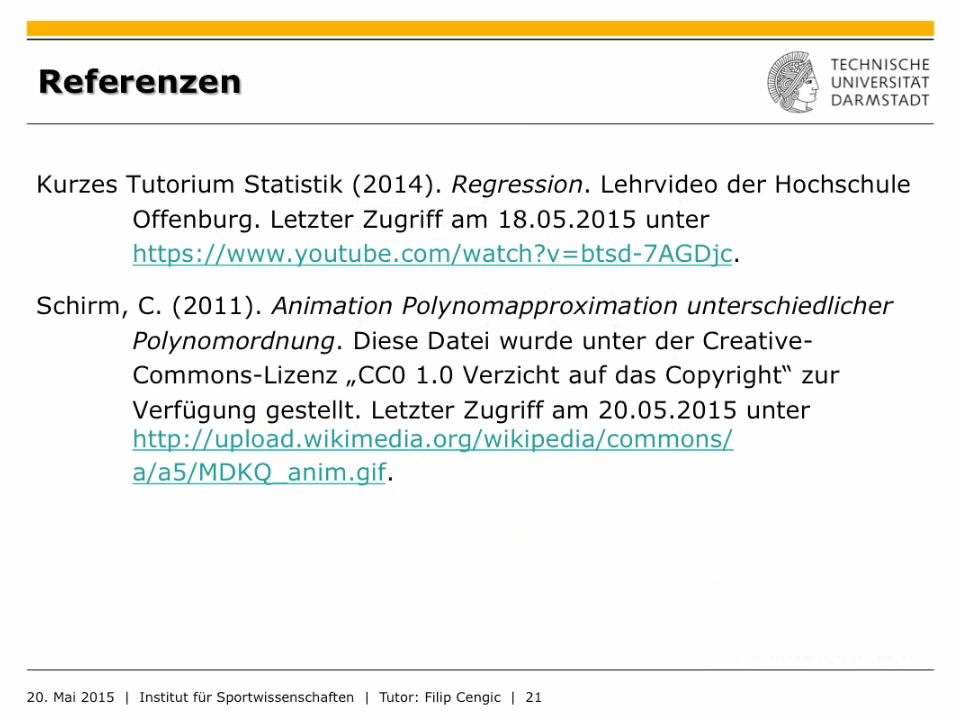 Referenzen
TECHNISCHE
UNIVERSITÄT
DARMSTADT
Kurzes Tutorium Statistik (2014). Regression. Lehrvideo der Hochschule
Offenburg. Letzter Zugriff am 18.05.2015 unter
https://www.youtube.com/watch?v=btsd-7AGDjc.
Schirm, C. (2011). Animation Polynomapproximation unterschiedlicher
Polynomordnung. Diese Datei wurde unter der Creative-
Commons-Lizenz „CC0 1.0 Verzicht auf das Copyright“ zur
Verfügung gestellt. Letzter Zugriff am 20.05.2015 unter
http://upload.wikimedia.org/wikipedia/commons/
a/a5/MDKQ_anim.gif.
20. Mai 2015 | Institut für Sportwissenschaften | Tutor: Filip Cengic | 21